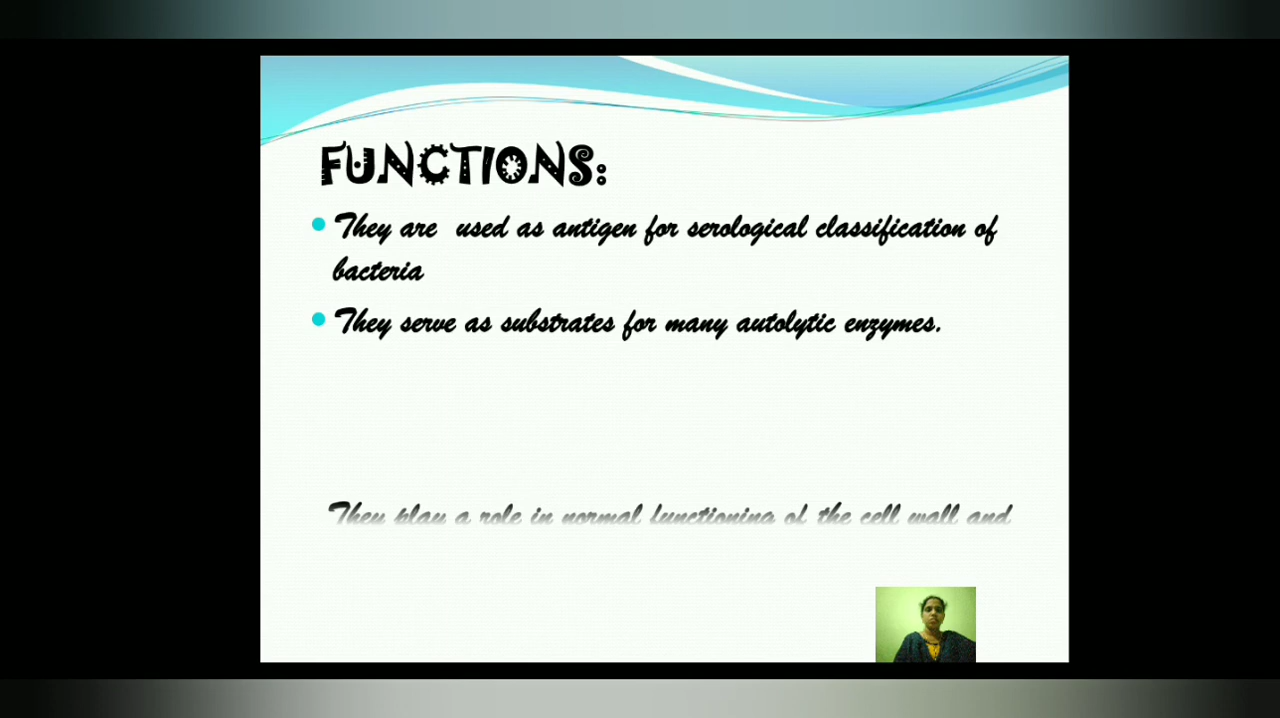 FUNCTIONS:
They are used as antigen for serological classification of
bacteria
They serve as substrates for many autolytic enzymes.
They play a role in normal functioning of the cell wall and